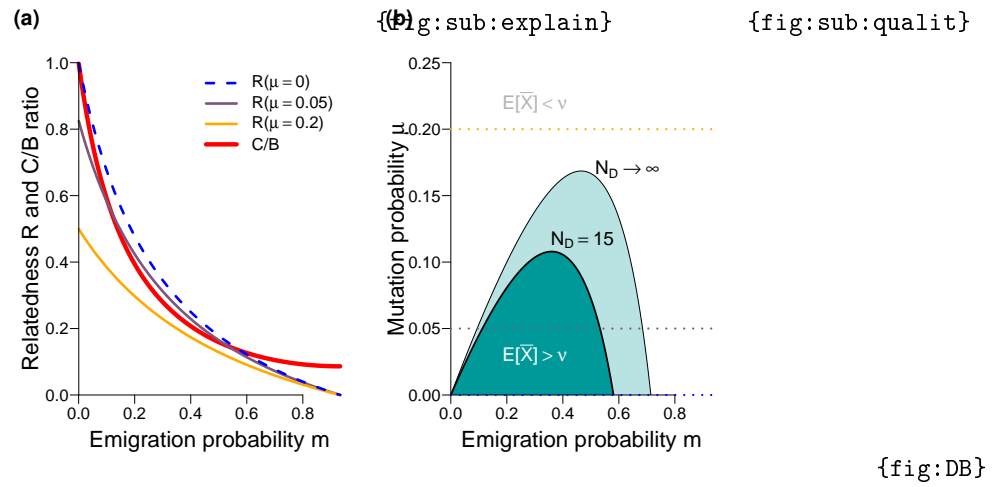 (a)
{fig:sub:explain}
(b)
{fig:sub:qualit}
1.0
0.8
0.6
0.4
0.2
0.0
Relatedness R and C/B ratio
R(μ = 0)
R(μ = 0.05)
R(μ = 0.2)
C/B
0.0 0.2 0.4 0.6 0.8
Emigration probability m
0.25
0.20
0.15
0.10
0.05
0.00
Mutation probability μ
E[X̅] < ν
N_D → ∞
N_D = 15
E[X̅] > ν
0.0 0.2 0.4 0.6 0.8
Emigration probability m
{fig:DB}